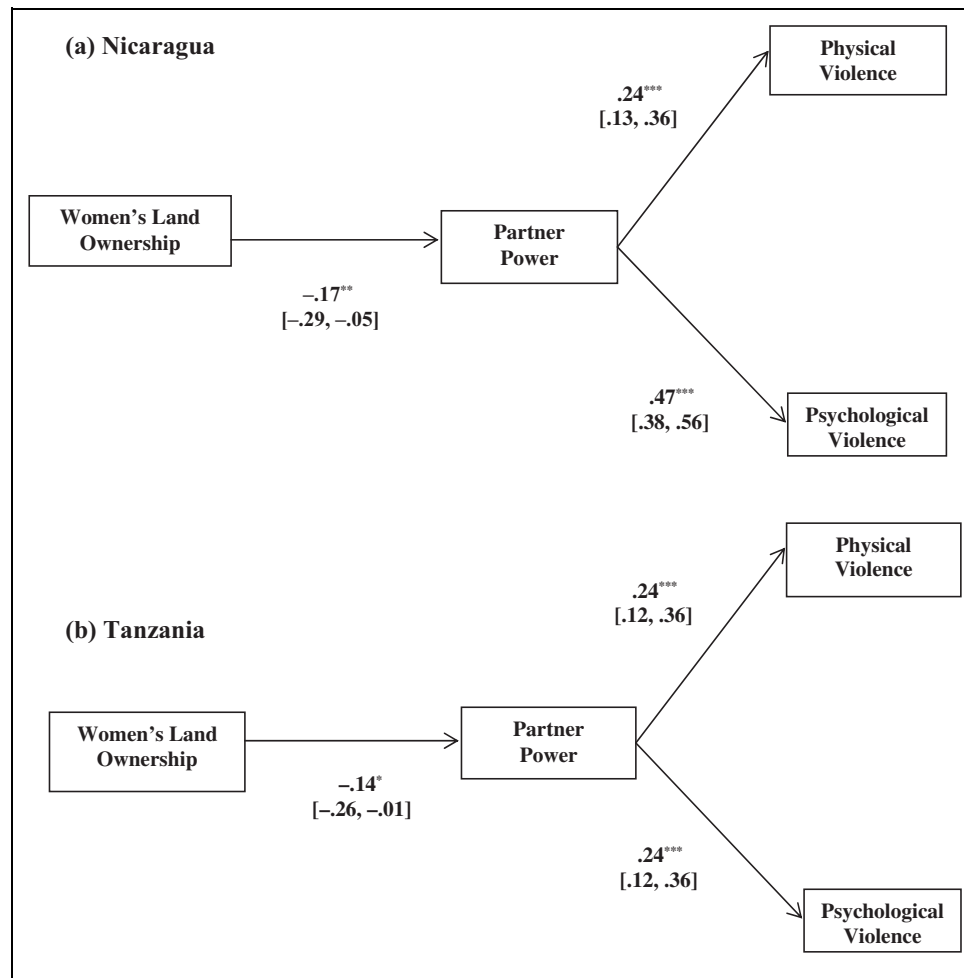 (a) Nicaragua
Physical
Violence
.24***
[.13, .36]
Women’s Land
Ownership
Partner
Power
–.17**
[–.29, –.05]
.47***
[.38, .56]
Psychological
Violence
(b) Tanzania
Physical
Violence
.24***
[.12, .36]
Women’s Land
Ownership
Partner
Power
–.14*
[–.26, –.01]
.24***
[.12, .36]
Psychological
Violence